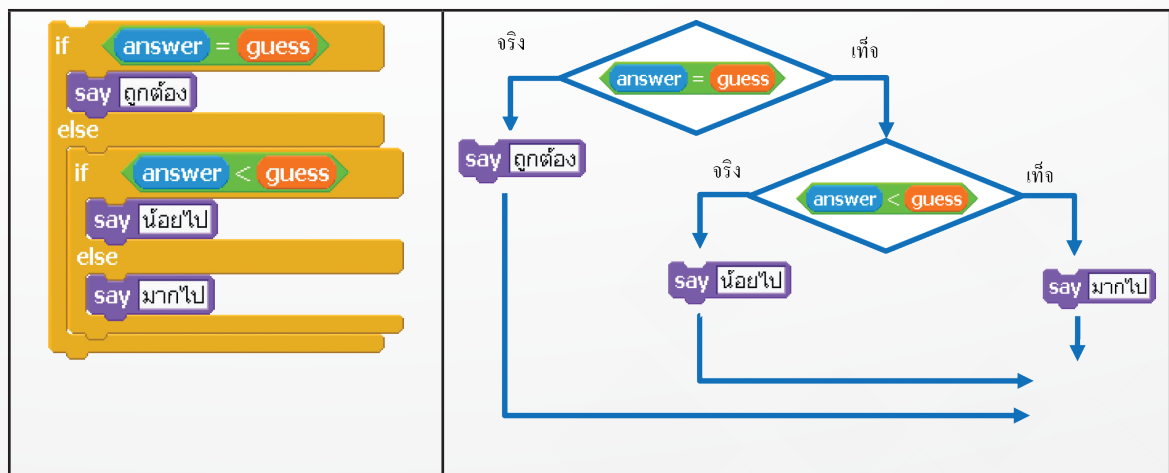 if answer = guess
say ถูกต้อง
else
if answer < guess
say น้อยไป
else
say มากไป
จริง
เท็จ
answer = guess
say ถูกต้อง
จริง
เท็จ
answer < guess
say น้อยไป
say มากไป